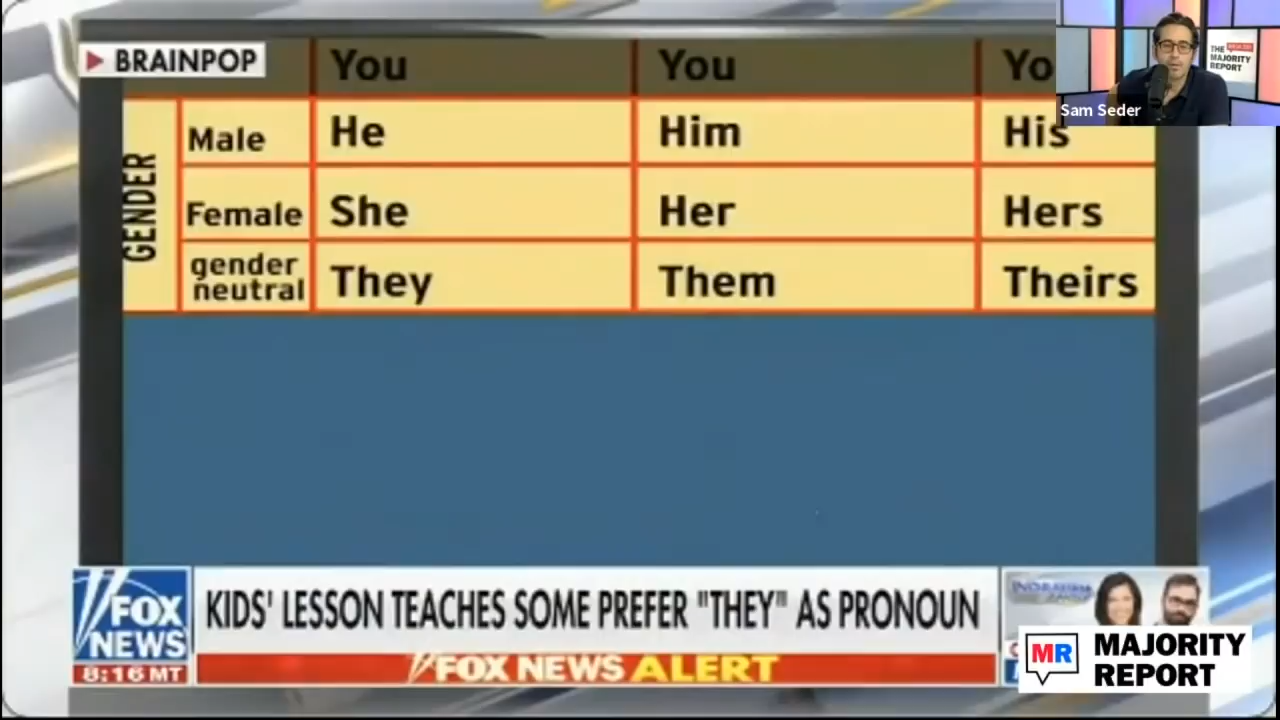 BRAINPOP
You You Yo
THE MAJORITY REPORT
Sam Seder
GENDER
Male He Him His
Female She Her Hers
gender neutral They Them Theirs
FOX NEWS
8:16 MT
KIDS' LESSON TEACHES SOME PREFER "THEY" AS PRONOUN
FOX NEWS ALERT
MR
MAJORITY
REPORT